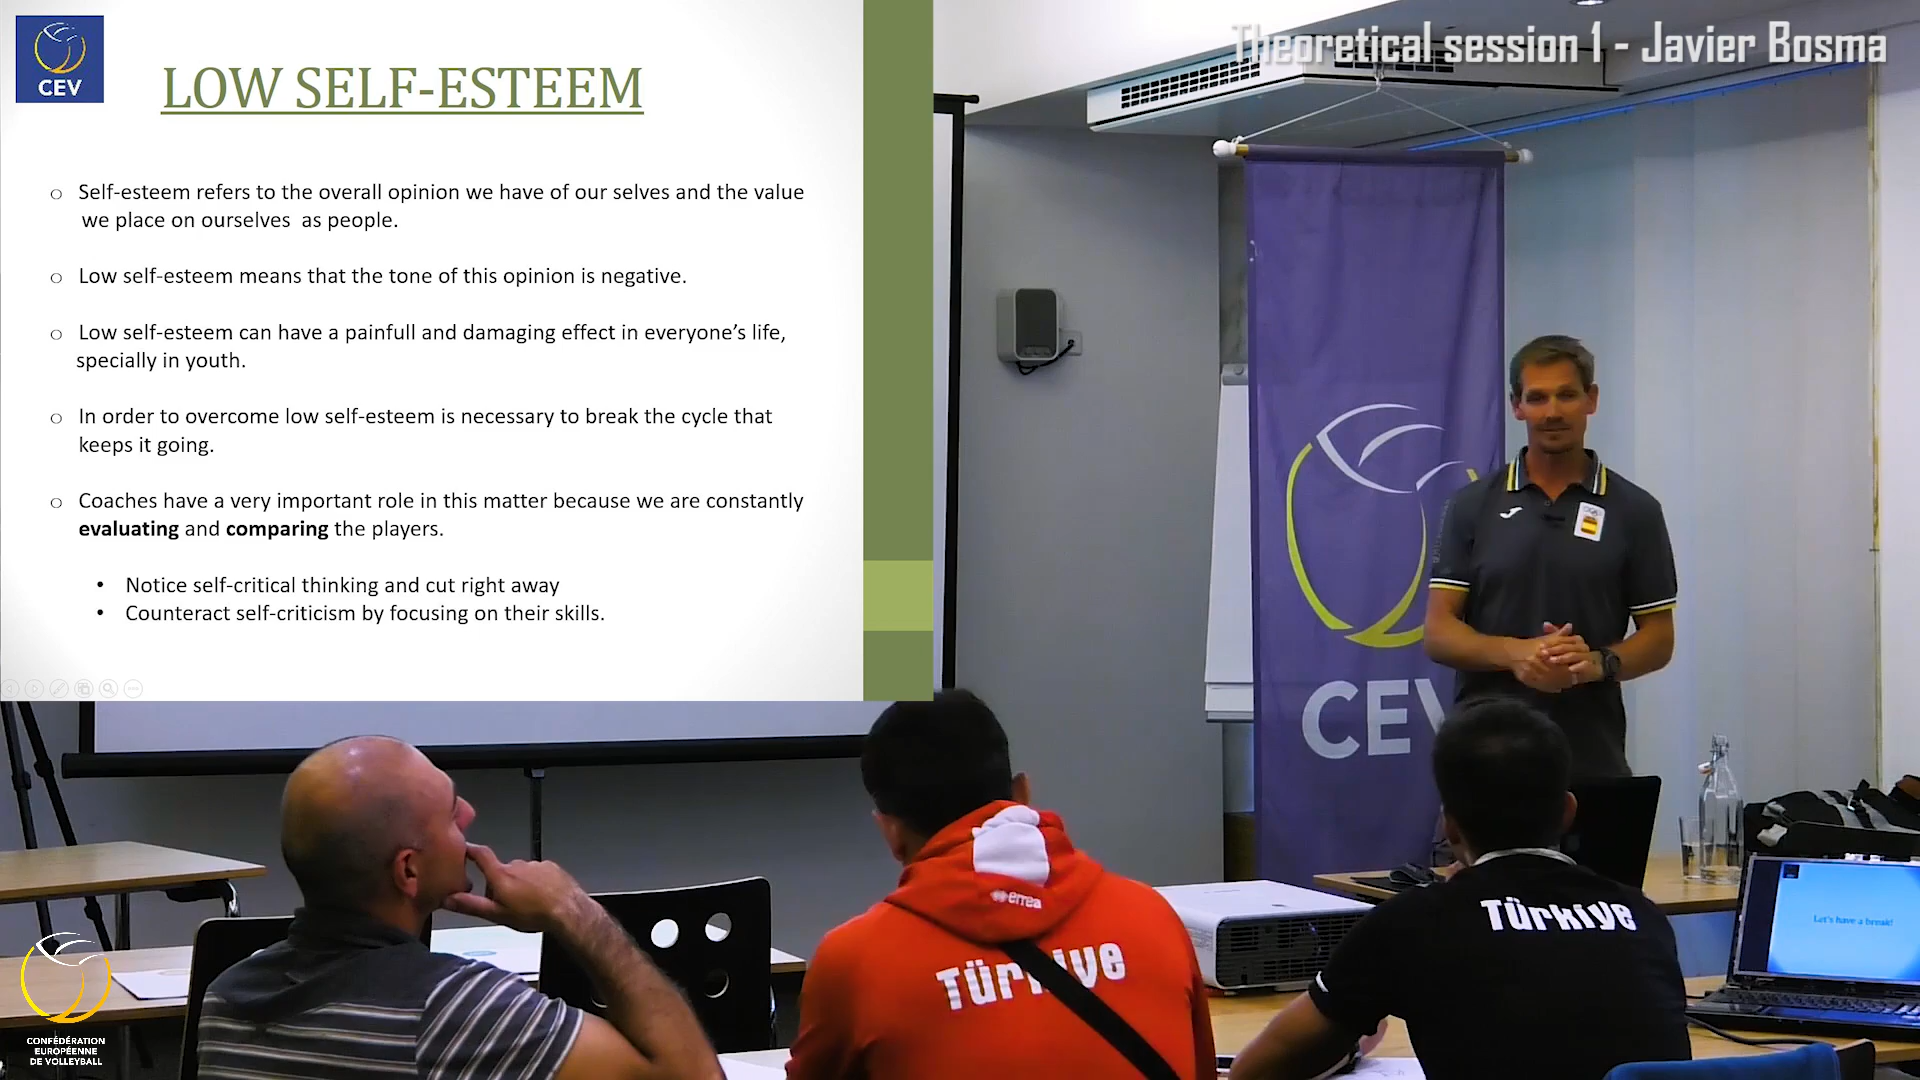 Theoretical session 1 - Javier Bosma
CEV
LOW SELF-ESTEEM
o Self-esteem refers to the overall opinion we have of our selves and the value
we place on ourselves as people.
o Low self-esteem means that the tone of this opinion is negative.
o Low self-esteem can have a painfull and damaging effect in everyone's life,
specially in youth.
o In order to overcome low self-esteem is necessary to break the cycle that
keeps it going.
o Coaches have a very important role in this matter because we are constantly
evaluating and comparing the players.
• Notice self-critical thinking and cut right away
• Counteract self-criticism by focusing on their skills.
CEV
errea
Türkiye
Türkiye
Let's have a break!
CONFÉDÉRATION
EUROPÉENNE
DE VOLLEYBALL